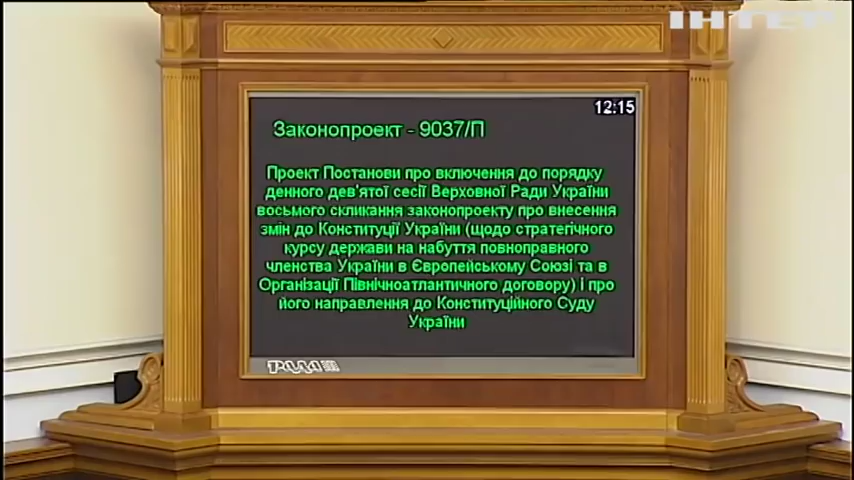 ІНТЕР
12:15
Законопроект - 9037/П
Проект Постанови про включення до порядку
денного дев'ятої сесії Верховної Ради України
восьмого скликання законопроекту про внесення
змін до Конституції України (щодо стратегічного
курсу держави на набуття повноправного
членства України в Європейському Союзі та в
Організації Північноатлантичного договору) і про
його направлення до Конституційного Суду
України